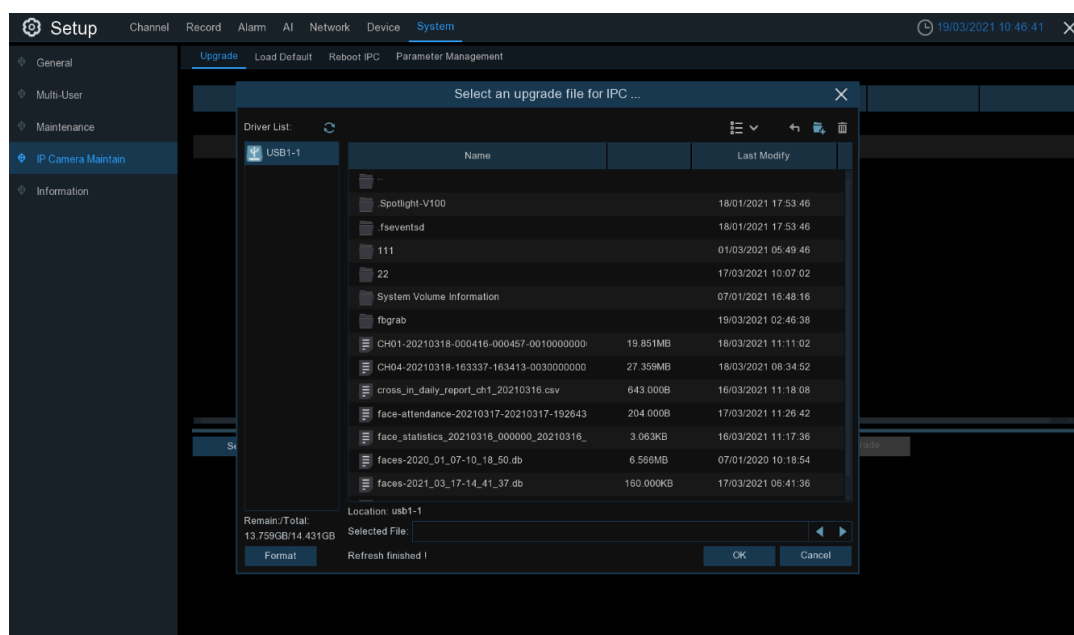 Setup Channel Record Alarm AI Network Device System 19/03/2021 10:46:41
General
Multi-User
Maintenance
IP Camera Maintain
Information
Upgrade Load Default Reboot IPC Parameter Management
Select an upgrade file for IPC ...
Driver List:
USB1-1
Name Last Modify
..
.Spotlight-V100 18/01/2021 17:53:46
.fseventsd 18/01/2021 17:53:46
111 01/03/2021 05:49:46
22 17/03/2021 10:07:02
System Volume Information 07/01/2021 16:48:16
fbgrab 19/03/2021 02:46:38
CH01-20210318-000416-000457-0010000000 19.851MB 18/03/2021 11:11:02
CH04-20210318-163337-163413-0030000000 27.359MB 18/03/2021 08:34:52
cross_in_daily_report_ch1_20210316.csv 643.000B 16/03/2021 11:18:08
face-attendance-20210317-20210317-192643 204.000B 17/03/2021 11:26:42
face_statistics_20210316_000000_20210316_ 3.063KB 16/03/2021 11:17:36
faces-2020_01_07-10_18_50.db 6.566MB 07/01/2020 10:18:54
faces-2021_03_17-14_41_37.db 160.000KB 17/03/2021 06:41:36
Remain:/Total:
13.759GB/14.431GB
Format
Location: usb1-1
Selected File:
Refresh finished !
OK Cancel